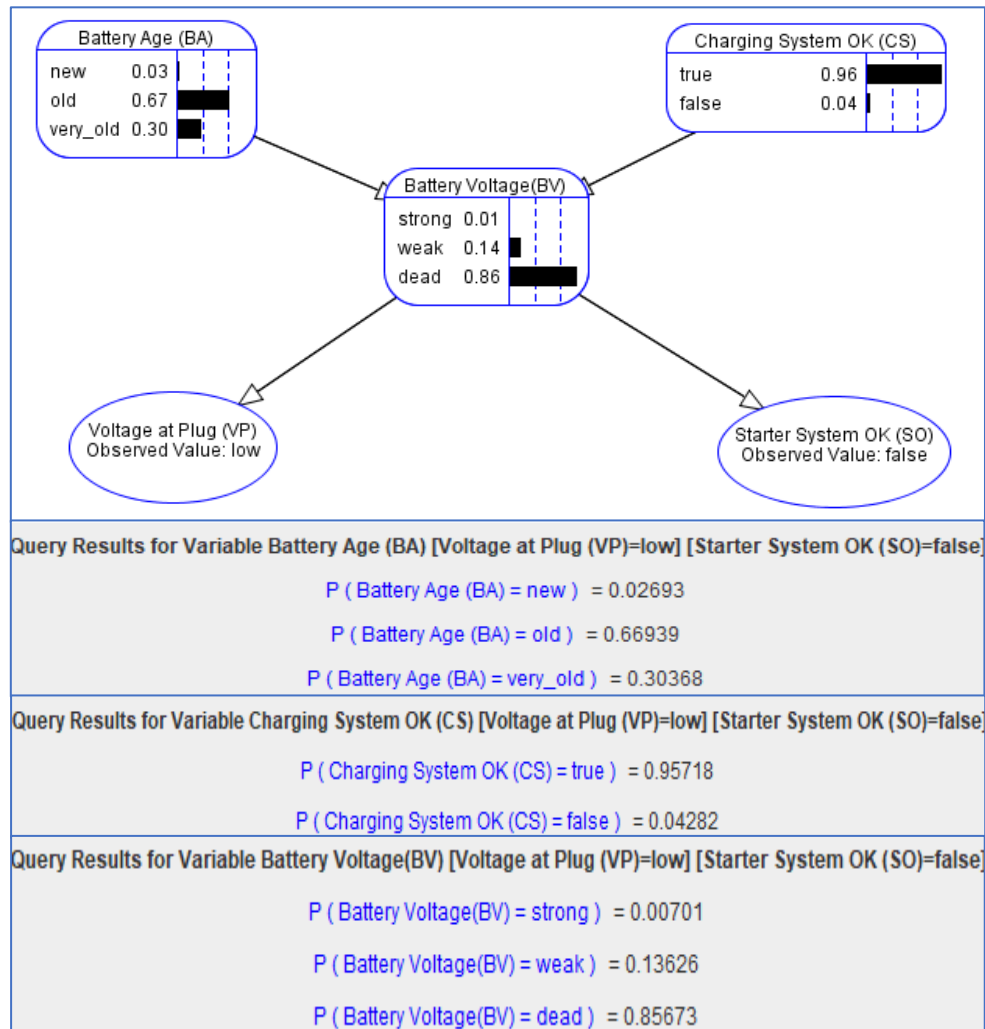 Battery Age (BA)
new 0.03
old 0.67
very_old 0.30
Charging System OK (CS)
true 0.96
false 0.04
Battery Voltage(BV)
strong 0.01
weak 0.14
dead 0.86
Voltage at Plug (VP)
Observed Value: low
Starter System OK (SO)
Observed Value: false
Query Results for Variable Battery Age (BA) [Voltage at Plug (VP)=low] [Starter System OK (SO)=false]
P ( Battery Age (BA) = new ) = 0.02693
P ( Battery Age (BA) = old ) = 0.66939
P ( Battery Age (BA) = very_old ) = 0.30368
Query Results for Variable Charging System OK (CS) [Voltage at Plug (VP)=low] [Starter System OK (SO)=false]
P ( Charging System OK (CS) = true ) = 0.95718
P ( Charging System OK (CS) = false ) = 0.04282
Query Results for Variable Battery Voltage(BV) [Voltage at Plug (VP)=low] [Starter System OK (SO)=false]
P ( Battery Voltage(BV) = strong ) = 0.00701
P ( Battery Voltage(BV) = weak ) = 0.13626
P ( Battery Voltage(BV) = dead ) = 0.85673